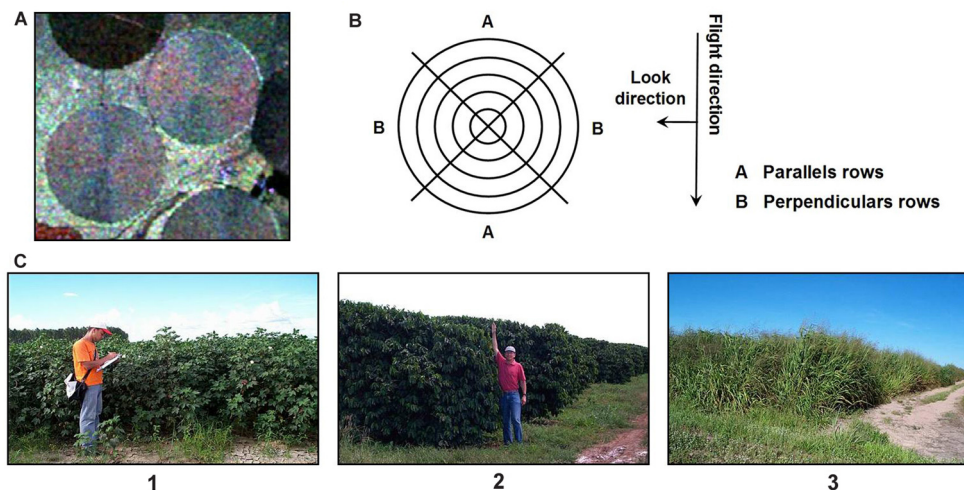 A
B
A
B
B
A
Look
direction
Flight direction
A Parallels rows
B Perpendiculars rows
C
1
2
3